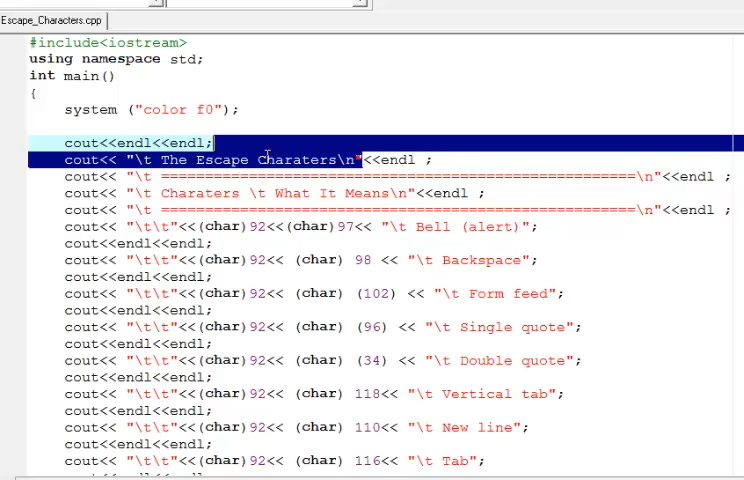 Escape_Characters.cpp
#include<iostream>
using namespace std;
int main()
{
system ("color f0");
cout<<endl<<endl;
cout<< "\t The Escape Charaters\n"<<endl ;
cout<< "\t =======================================================\n"<<endl ;
cout<< "\t Charaters \t What It Means\n"<<endl ;
cout<< "\t =======================================================\n"<<endl ;
cout<< "\t\t"<<(char)92<<(char)97<< "\t Bell (alert)";
cout<<endl<<endl;
cout<< "\t\t"<<(char)92<< (char) 98 << "\t Backspace";
cout<<endl<<endl;
cout<< "\t\t"<<(char)92<< (char) (102) << "\t Form feed";
cout<<endl<<endl;
cout<< "\t\t"<<(char)92<< (char) (96) << "\t Single quote";
cout<<endl<<endl;
cout<< "\t\t"<<(char)92<< (char) (34) << "\t Double quote";
cout<<endl<<endl;
cout<< "\t\t"<<(char)92<< (char) 118<< "\t Vertical tab";
cout<<endl<<endl;
cout<< "\t\t"<<(char)92<< (char) 110<< "\t New line";
cout<<endl<<endl;
cout<< "\t\t"<<(char)92<< (char) 116<< "\t Tab";